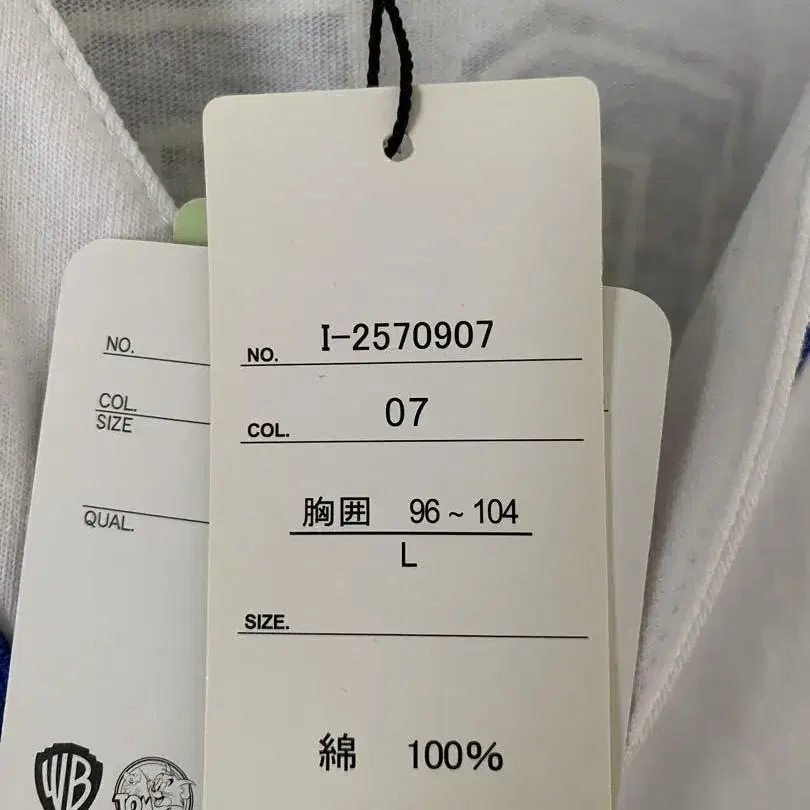 NO. I-2570907
COL. 07
胸囲 96~104
L
SIZE.
綿 100%
NO.
COL.
SIZE
QUAL.
WB